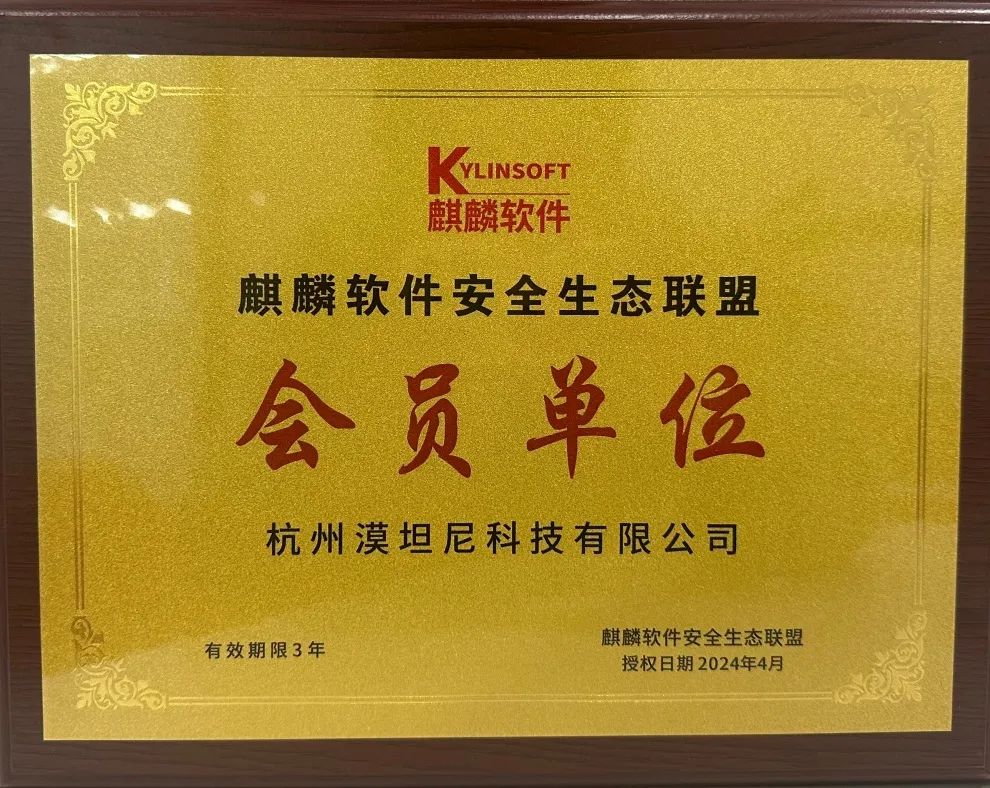 KYLINSOFT
麒麟软件
麒麟软件安全生态联盟
会员单位
杭州漠坦尼科技有限公司
有效期限3年
麒麟软件安全生态联盟
授权日期 2024年4月